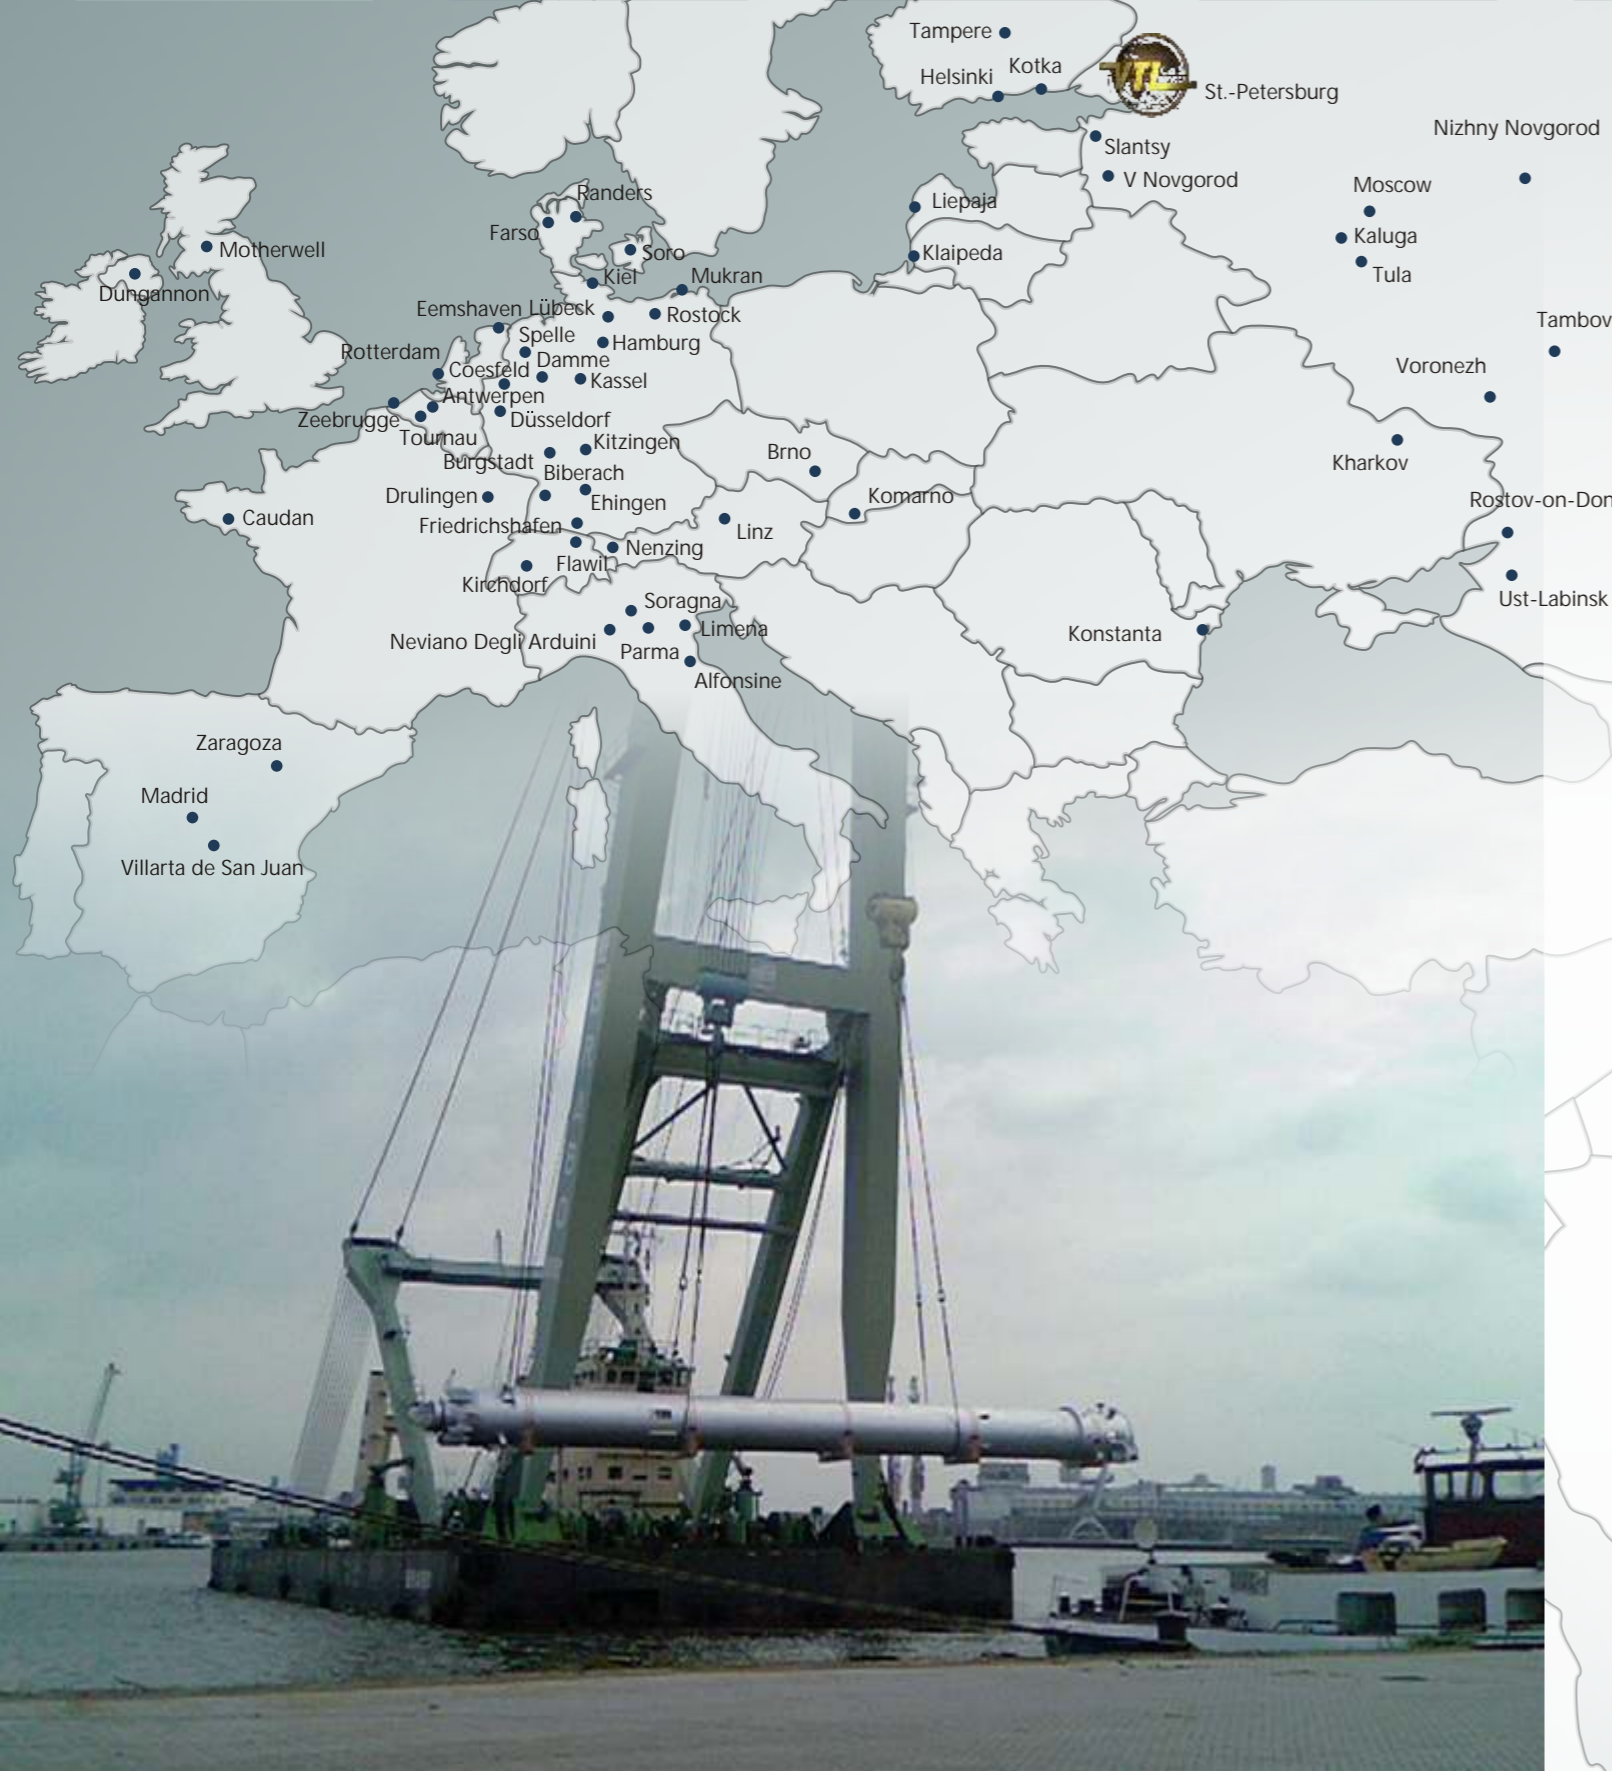 Tampere
Helsinki
Kotka
VTL
St.-Petersburg
Nizhny Novgorod
Slantsy
V Novgorod
Moscow
Kaluga
Tula
Randers
Farso
Liepaja
Motherwell
Soro
Klaipeda
Dungannon
Kiel
Mukran
Eemshaven
Lübeck
Rostock
Tambov
Spelle
Hamburg
Rotterdam
Damme
Coesfeld
Kassel
Voronezh
Antwerpen
Zeebrugge
Düsseldorf
Tournau
Kitzingen
Brno
Kharkov
Burgstadt
Biberach
Drulingen
Ehingen
Komarno
Rostov-on-Don
Caudan
Friedrichshafen
Linz
Nenzing
Flawil
Kirchdorf
Soragna
Ust-Labinsk
Limena
Konstanta
Neviano Degli Arduini
Parma
Alfonsine
Zaragoza
Madrid
Villarta de San Juan